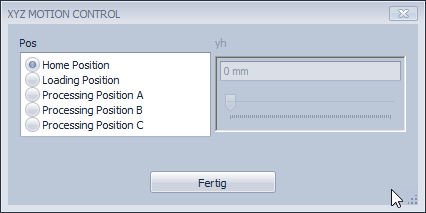 XYZ MOTION CONTROL
Pos
Home Position
Loading Position
Processing Position A
Processing Position B
Processing Position C
yh
0 mm
Fertig